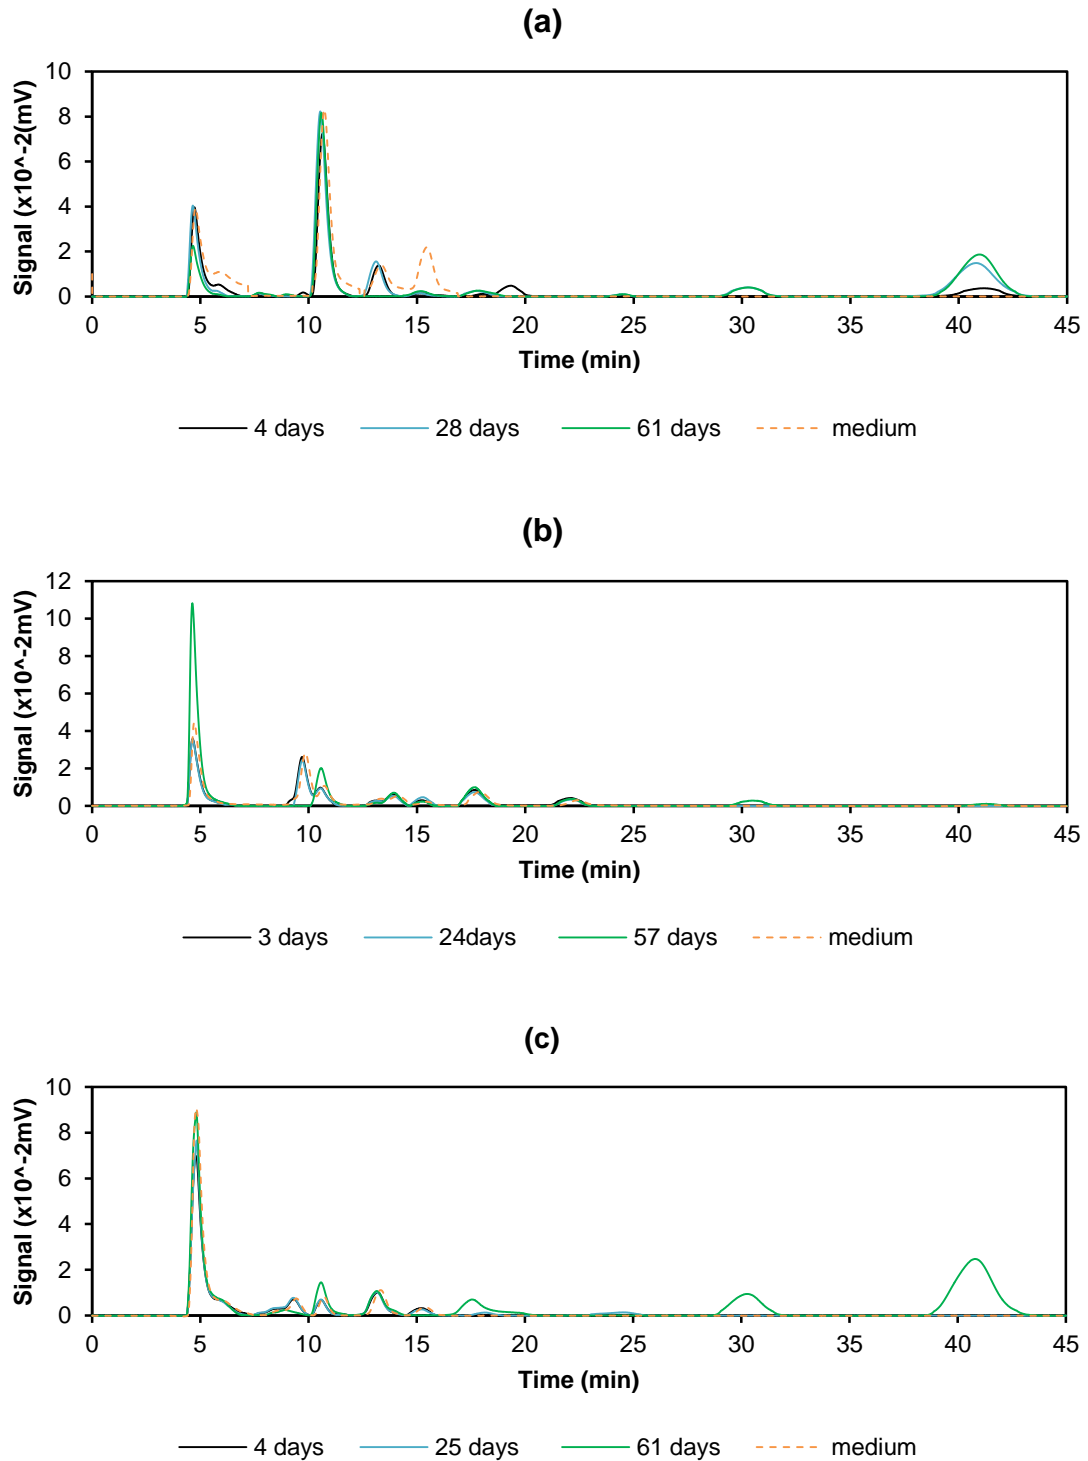 (a)
Signal (x10^-2(mV)
10
8
6
4
2
0
0 5 10 15 20 25 30 35 40 45
Time (min)
4 days 28 days 61 days medium
(b)
Signal (x10^-2mV)
12
10
8
6
4
2
0
0 5 10 15 20 25 30 35 40 45
Time (min)
3 days 24days 57 days medium
(c)
Signal (x10^-2mV)
10
8
6
4
2
0
0 5 10 15 20 25 30 35 40 45
Time (min)
4 days 25 days 61 days medium